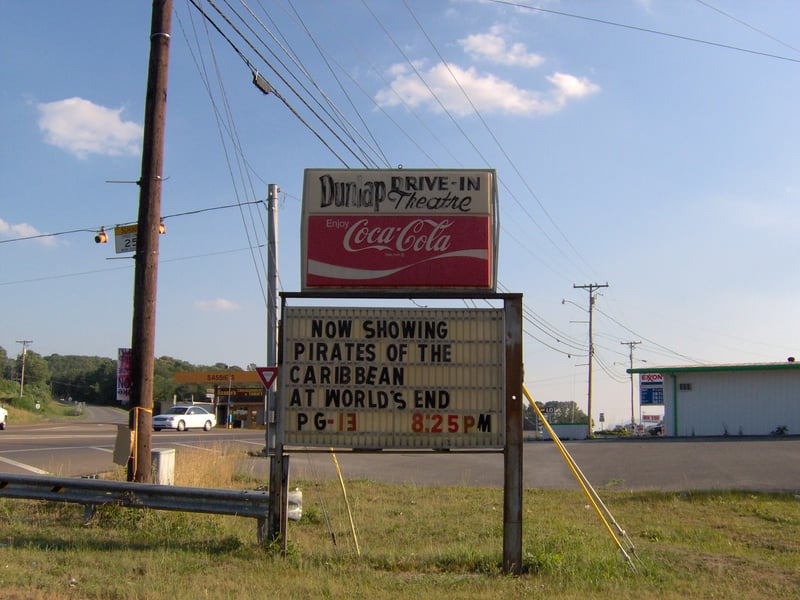 Dunlap DRIVE-IN
Theatre
Enjoy
Coca-Cola
NOW SHOWING
PIRATES OF THE
CARIBBEAN
AT WORLD'S END
PG-13 8:25PM
25
SASSIE'S
EXXON